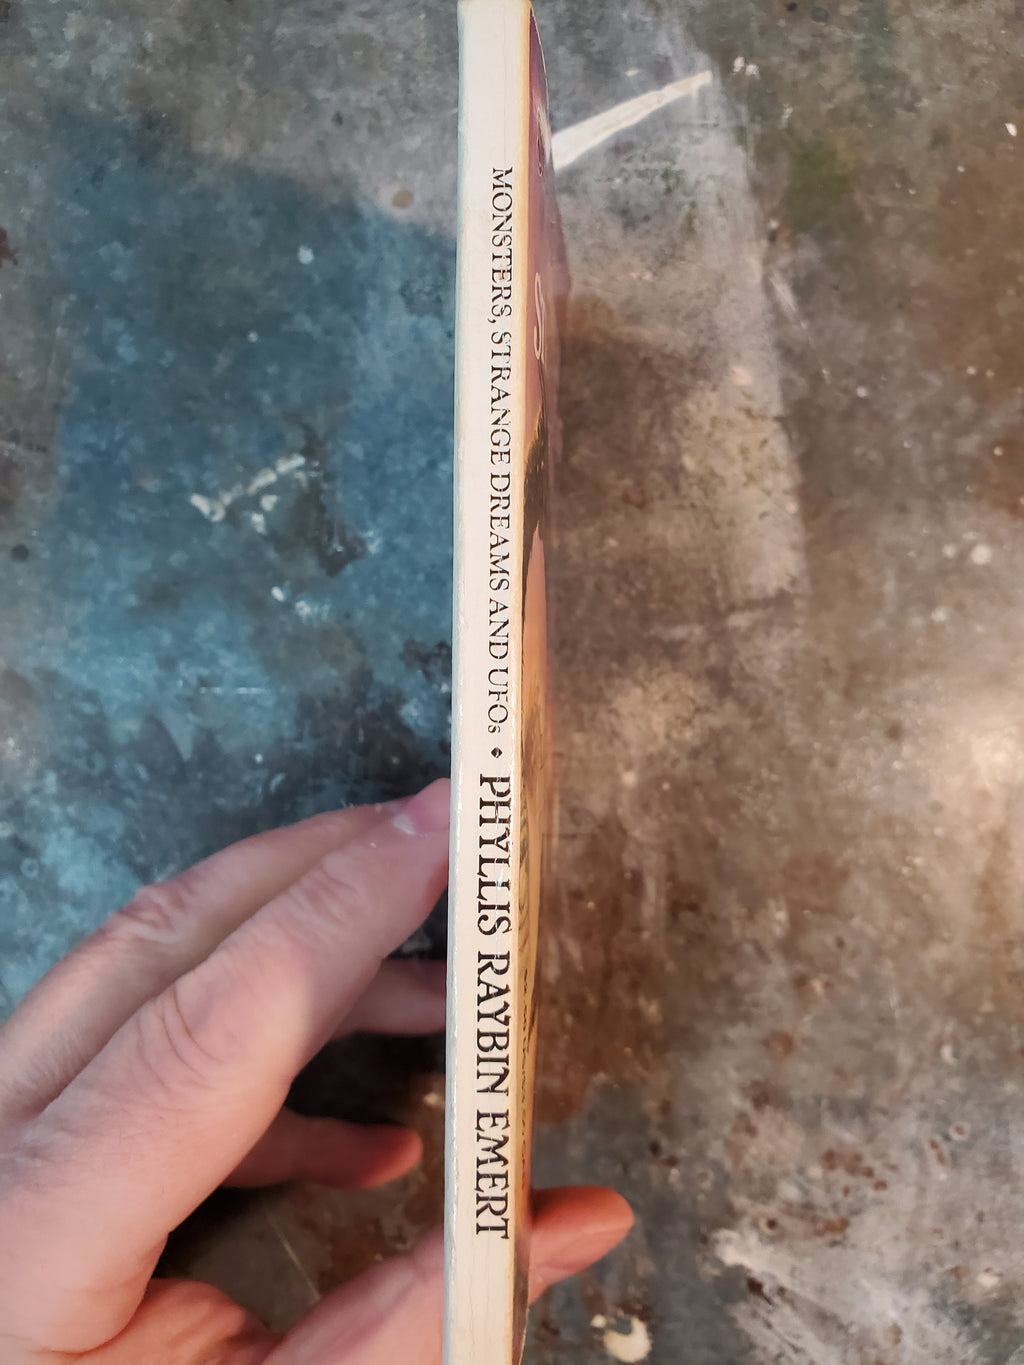 MONSTERS, STRANGE DREAMS AND UFOs ◆ PHYLLIS RAYBIN EMERT